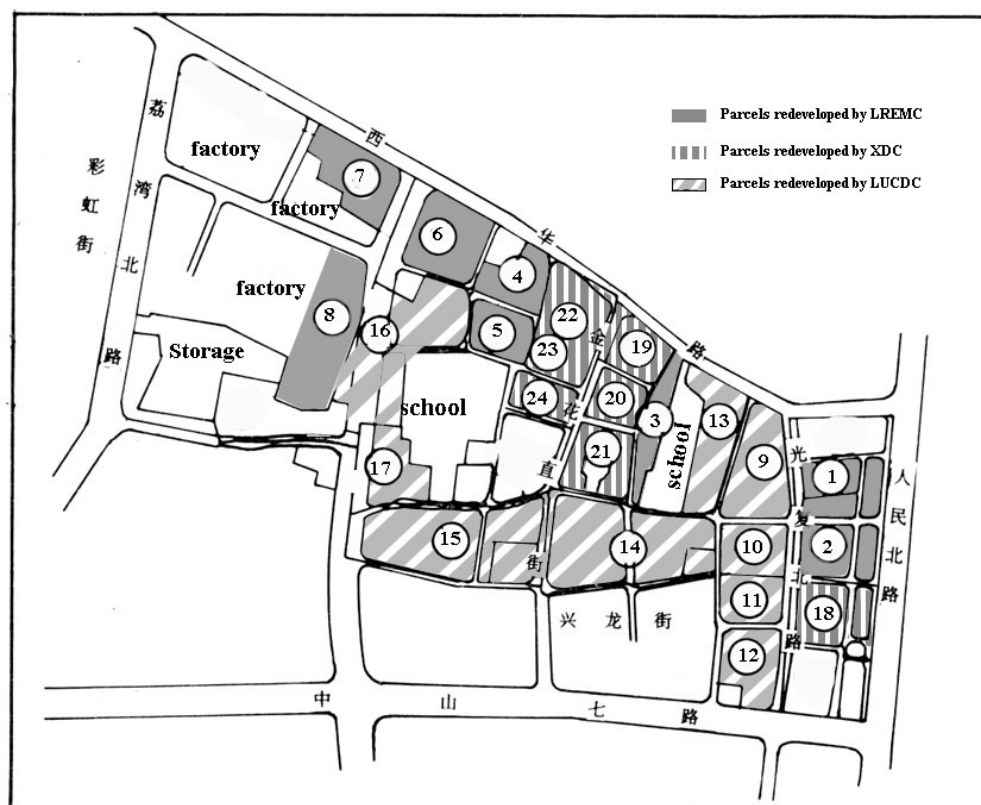 Parcels redeveloped by LREMC
Parcels redeveloped by XDC
Parcels redeveloped by LUCDC
荔湾北路
彩虹街
西华路
factory
factory
factory
Storage
school
school
7
6
4
8
16
5
22
23
19
24
20
3
13
21
17
9
1
15
14
10
2
11
18
12
金花直街
光复北路
人民北路
兴龙街
中山七路